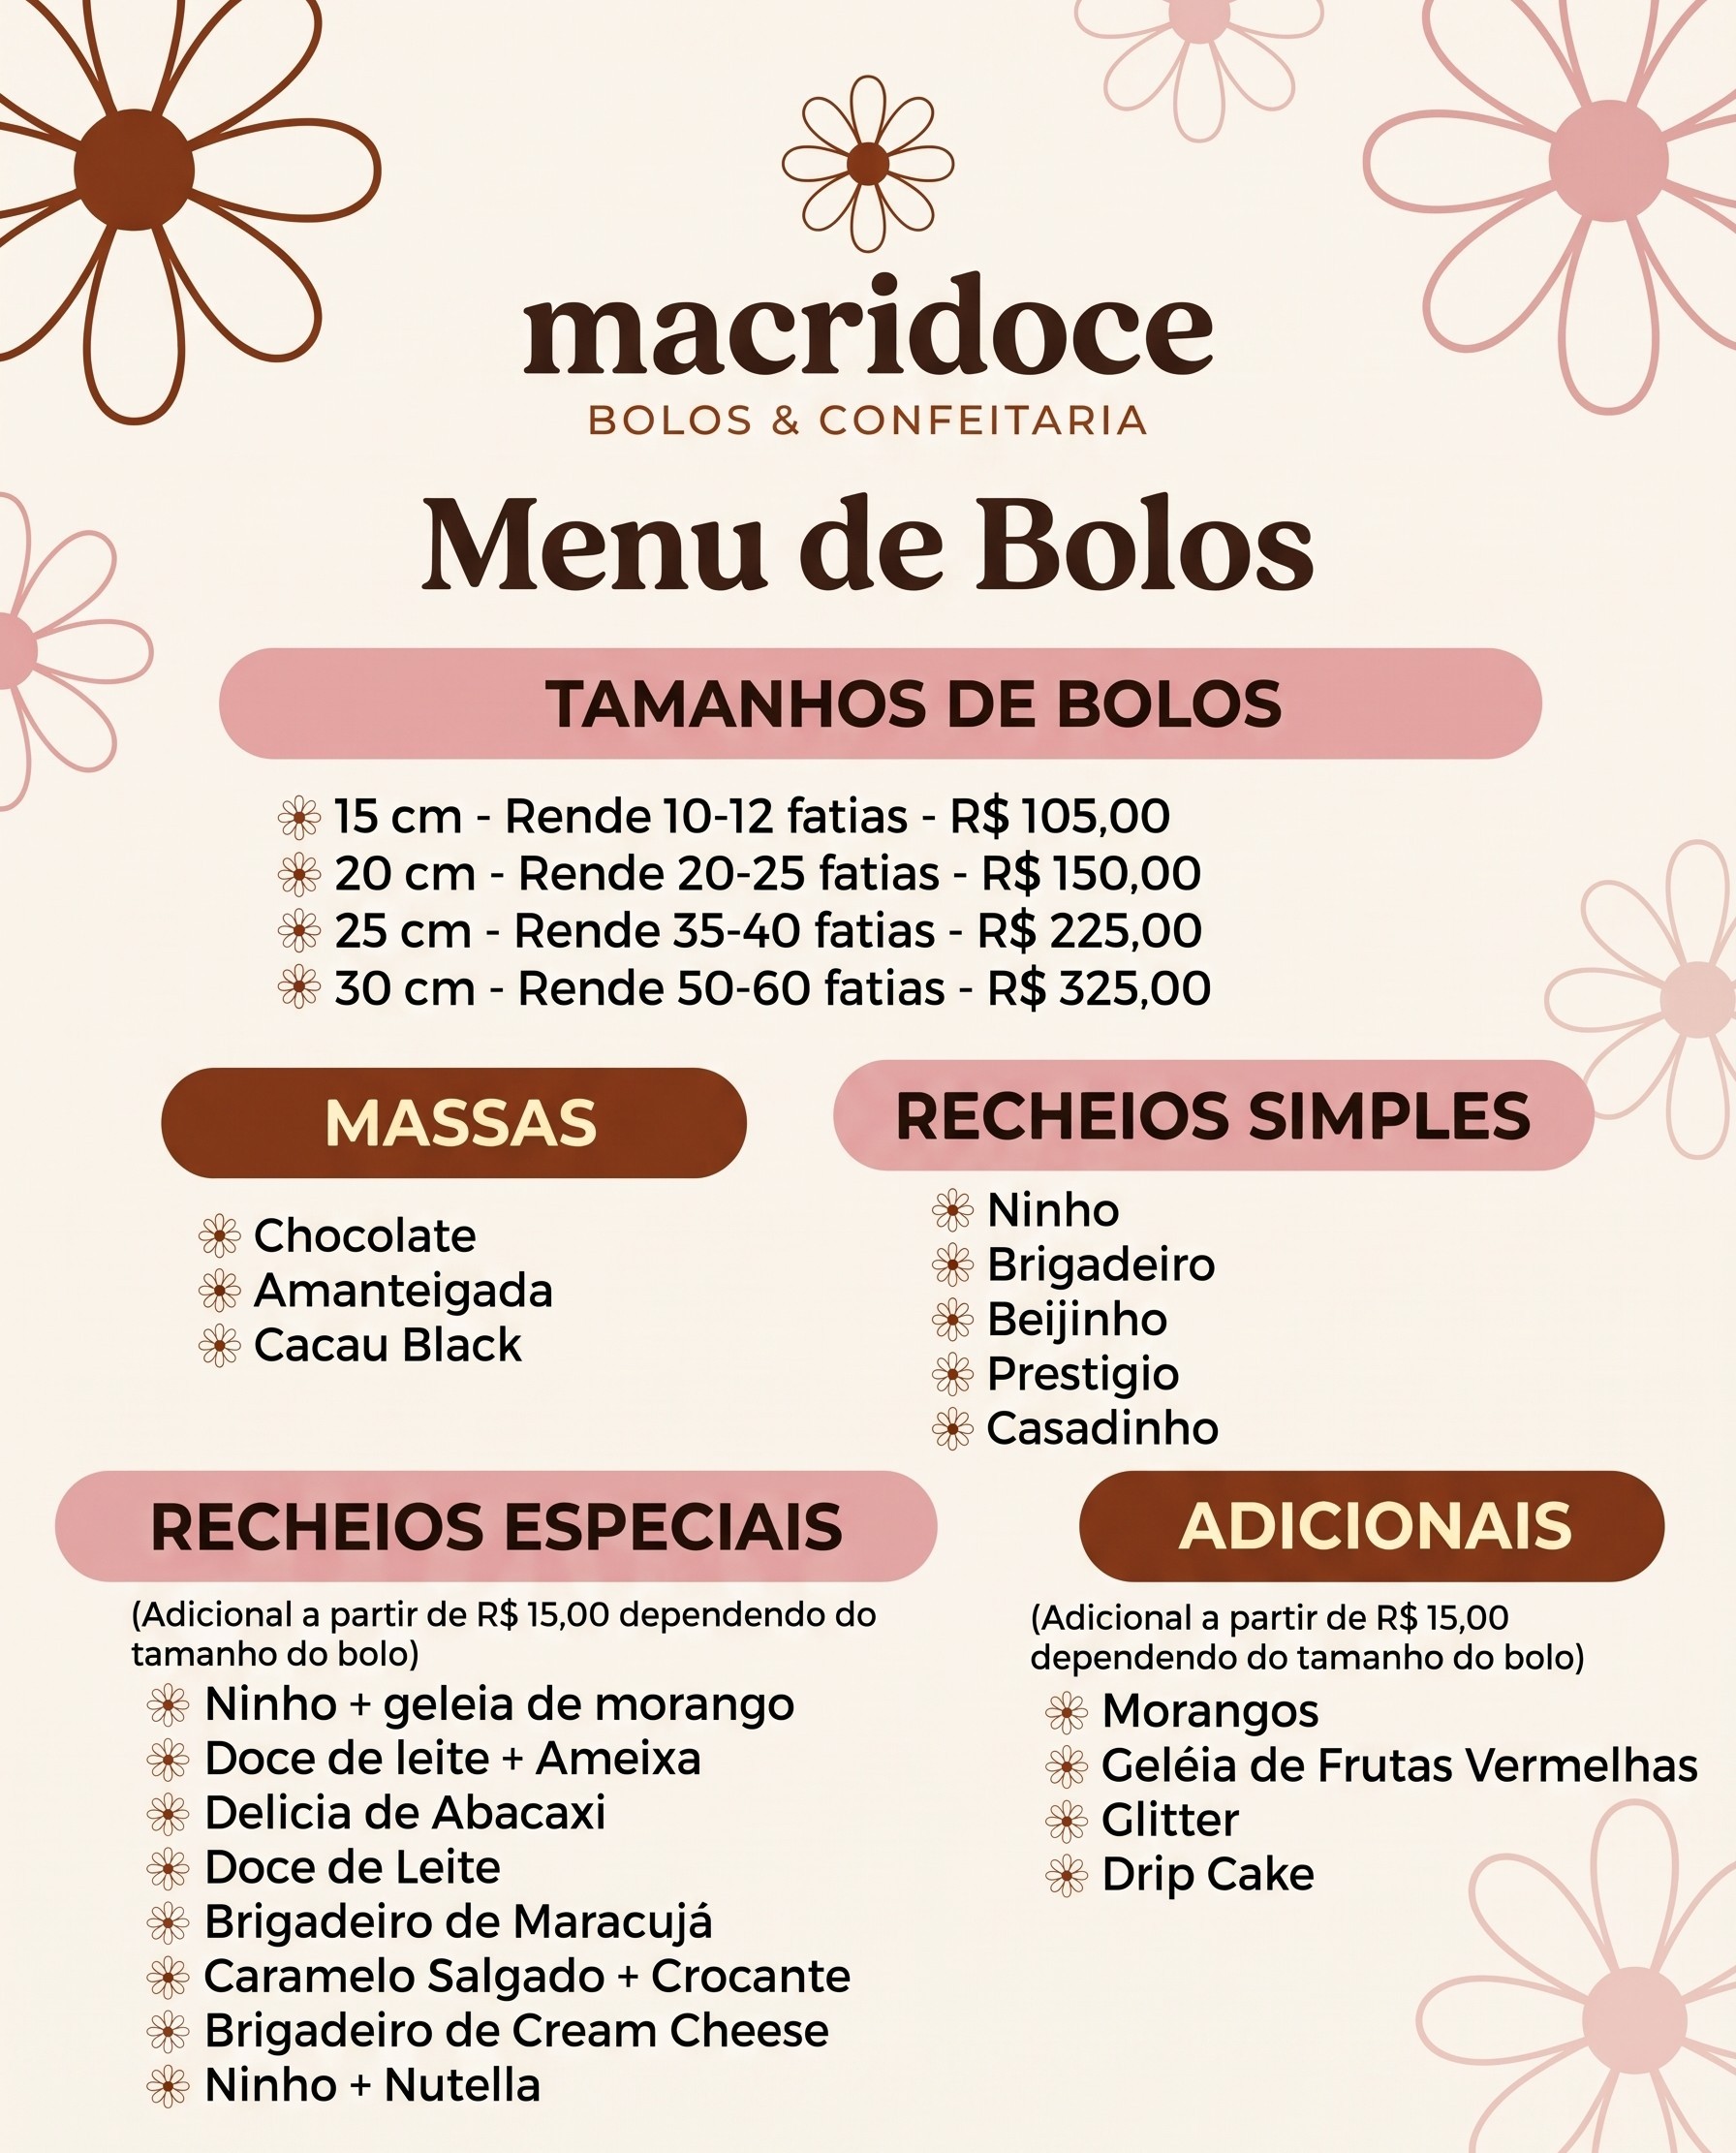 macridoce
BOLOS & CONFEITARIA
Menu de Bolos
TAMANHOS DE BOLOS
15 cm - Rende 10-12 fatias - R$ 105,00
20 cm - Rende 20-25 fatias - R$ 150,00
25 cm - Rende 35-40 fatias - R$ 225,00
30 cm - Rende 50-60 fatias - R$ 325,00
MASSAS
Chocolate
Amanteigada
Cacau Black
RECHEIOS SIMPLES
Ninho
Brigadeiro
Beijinho
Prestigio
Casadinho
RECHEIOS ESPECIAIS
(Adicional a partir de R$ 15,00 dependendo do
tamanho do bolo)
Ninho + geleia de morango
Doce de leite + Ameixa
Delicia de Abacaxi
Doce de Leite
Brigadeiro de Maracujá
Caramelo Salgado + Crocante
Brigadeiro de Cream Cheese
Ninho + Nutella
ADICIONAIS
(Adicional a partir de R$ 15,00
dependendo do tamanho do bolo)
Morangos
Geléia de Frutas Vermelhas
Glitter
Drip Cake